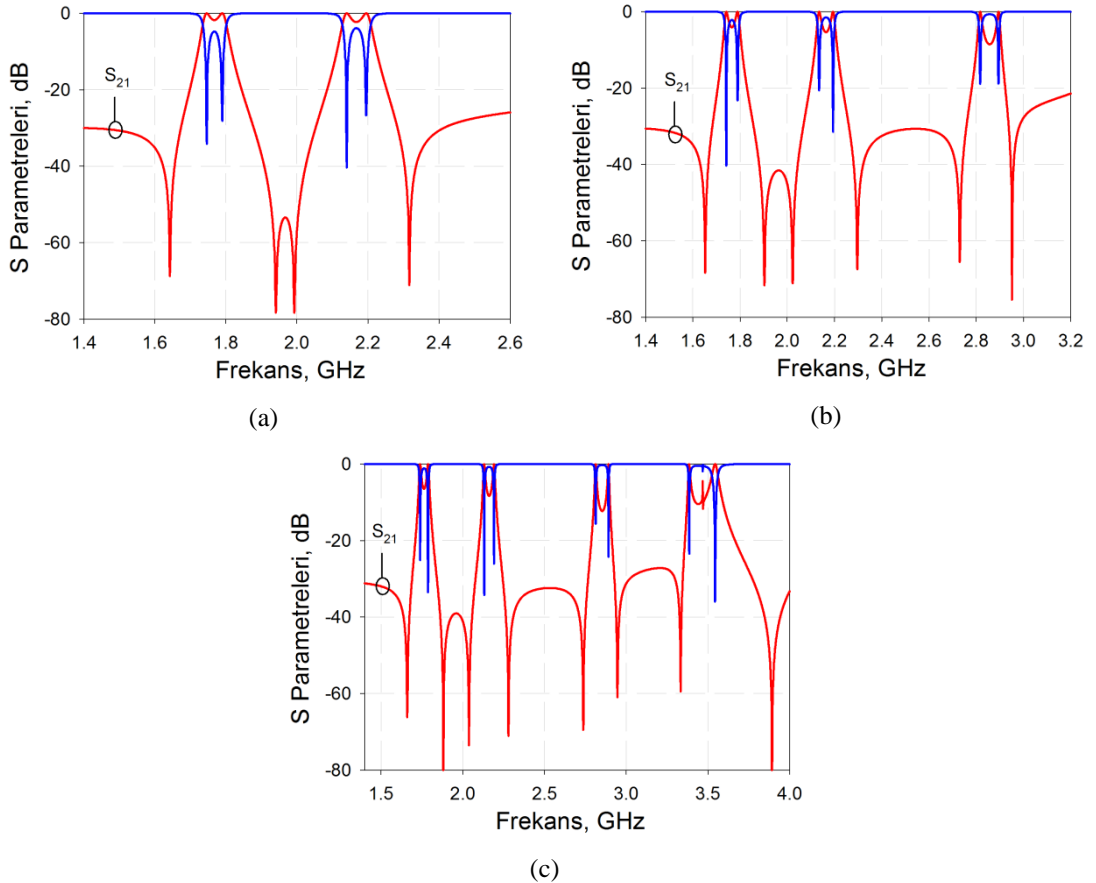 S Parametreleri, dB
0
-20
-40
-60
-80
S21
1.4 1.6 1.8 2.0 2.2 2.4 2.6
Frekans, GHz
(a)
S Parametreleri, dB
0
-20
-40
-60
-80
S21
1.4 1.6 1.8 2.0 2.2 2.4 2.6 2.8 3.0 3.2
Frekans, GHz
(b)
S Parametreleri, dB
0
-20
-40
-60
-80
S21
1.5 2.0 2.5 3.0 3.5 4.0
Frekans, GHz
(c)